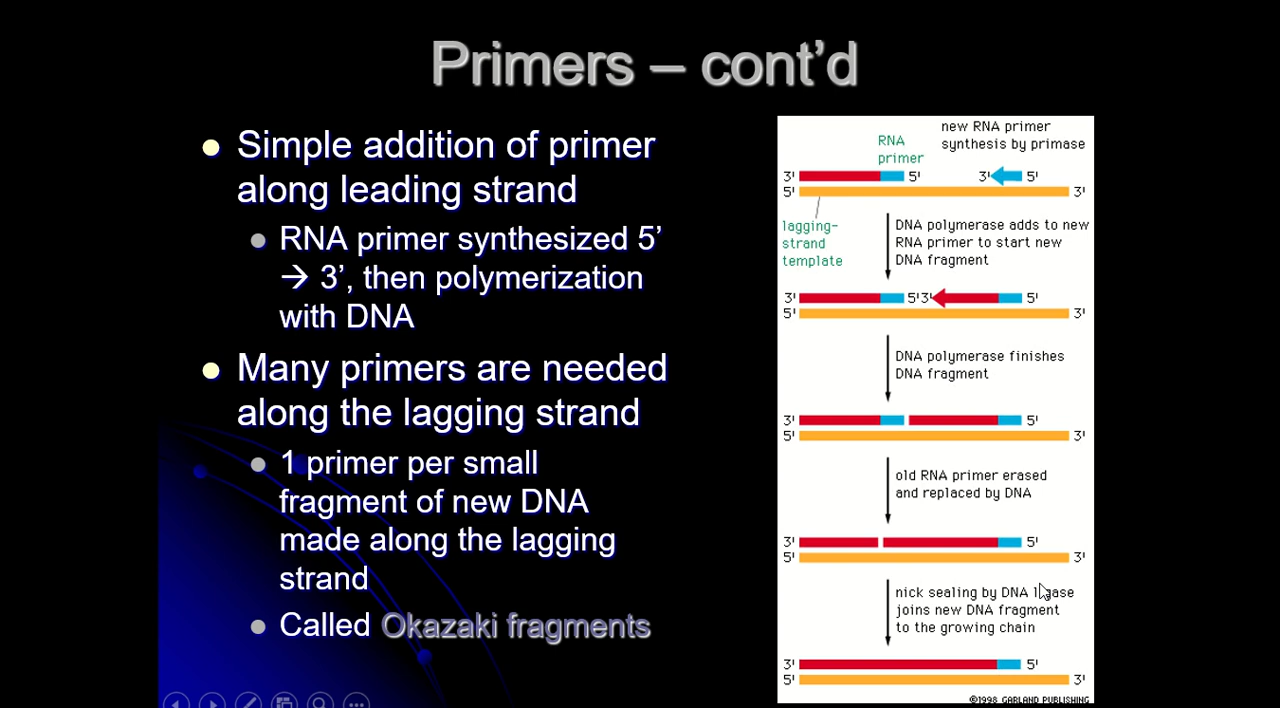 Primers – cont’d
Simple addition of primer
along leading strand
RNA primer synthesized 5’
→ 3’, then polymerization
with DNA
Many primers are needed
along the lagging strand
1 primer per small
fragment of new DNA
made along the lagging
strand
Called Okazaki fragments
new RNA primer
synthesis by primase
RNA
primer
3' 5' 3' 5'
5' 3'
lagging-
strand
template
DNA polymerase adds to new
RNA primer to start new
DNA fragment
3' 5'3' 5'
5' 3'
DNA polymerase finishes
DNA fragment
3' 5'
5' 3'
old RNA primer erased
and replaced by DNA
3' 5'
5' 3'
nick sealing by DNA ligase
joins new DNA fragment
to the growing chain
3' 5'
5' 3'
©1998 GARLAND PUBLISHING